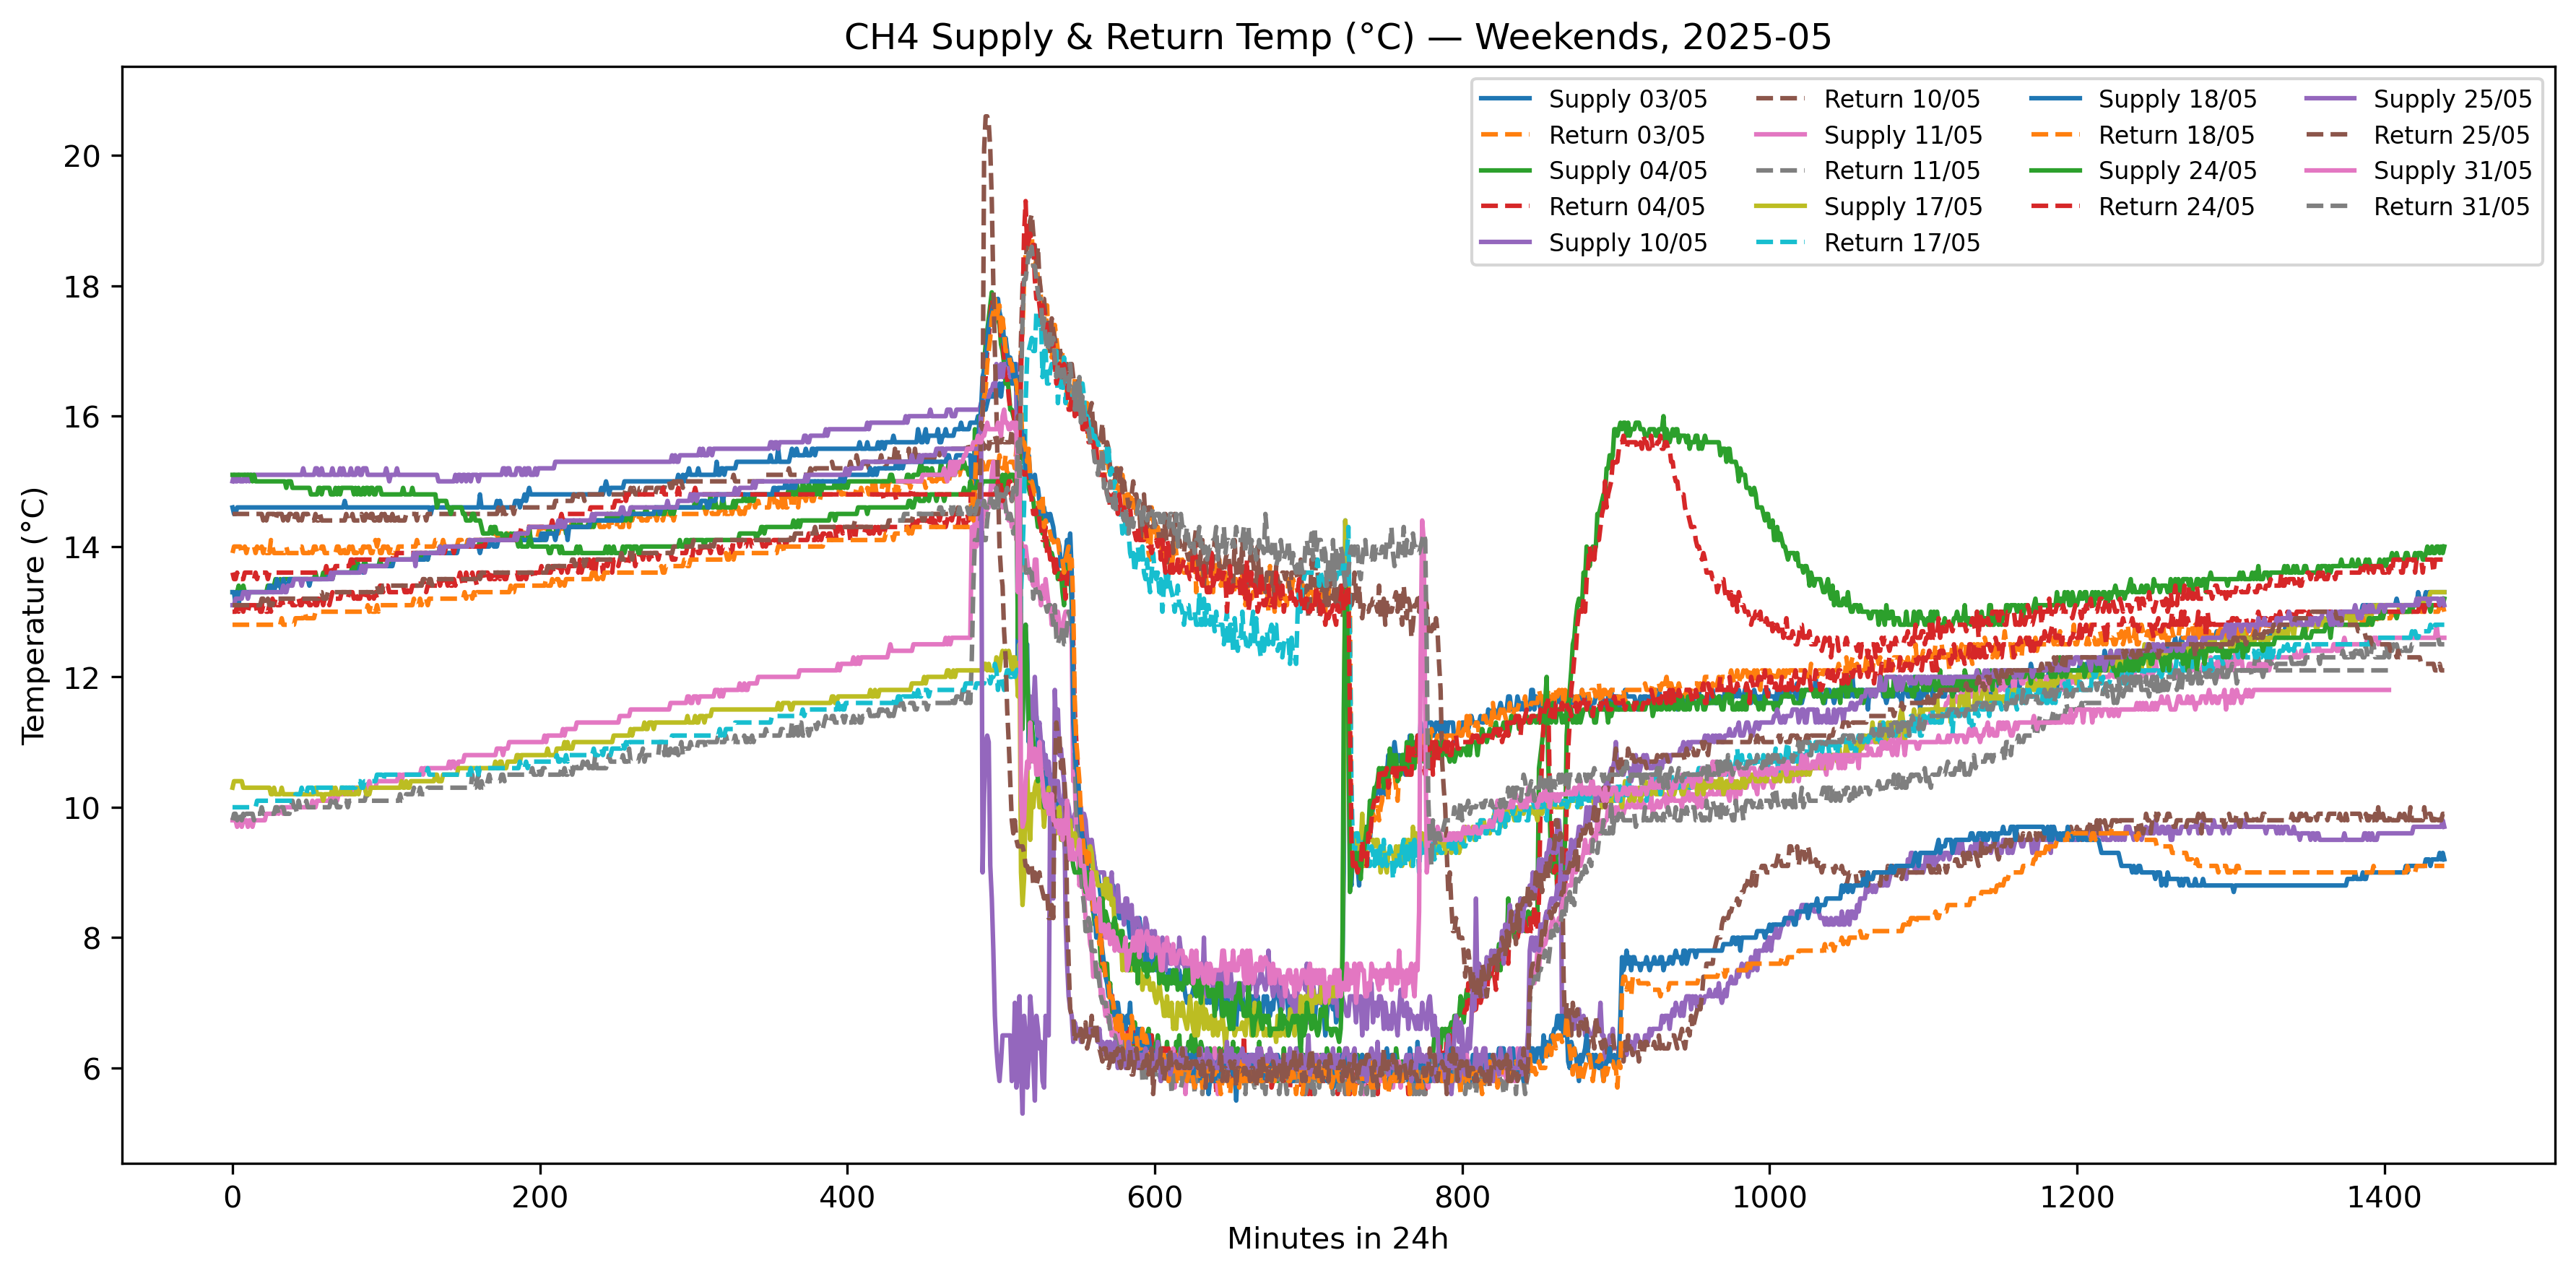 CH4 Supply & Return Temp (°C) — Weekends, 2025-05
Supply 03/05
Return 03/05
Supply 04/05
Return 04/05
Supply 10/05
Return 10/05
Supply 11/05
Return 11/05
Supply 17/05
Return 17/05
Supply 18/05
Return 18/05
Supply 24/05
Return 24/05
Supply 25/05
Return 25/05
Supply 31/05
Return 31/05
Temperature (°C)
20
18
16
14
12
10
8
6
0 200 400 600 800 1000 1200 1400
Minutes in 24h